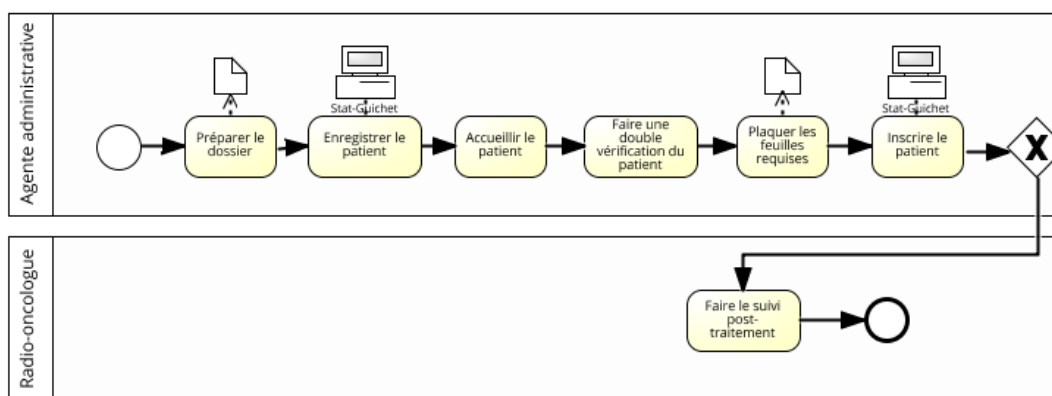 Agente administrative
Stat-Guichet
Stat-Guichet
Préparer le
dossier
Enregistrer le
patient
Accueillir le
patient
Faire une
double
vérification du
patient
Plaquer les
feuilles
requises
Inscrire le
patient
X
Radio-oncologue
Faire le suivi
post-
traitement